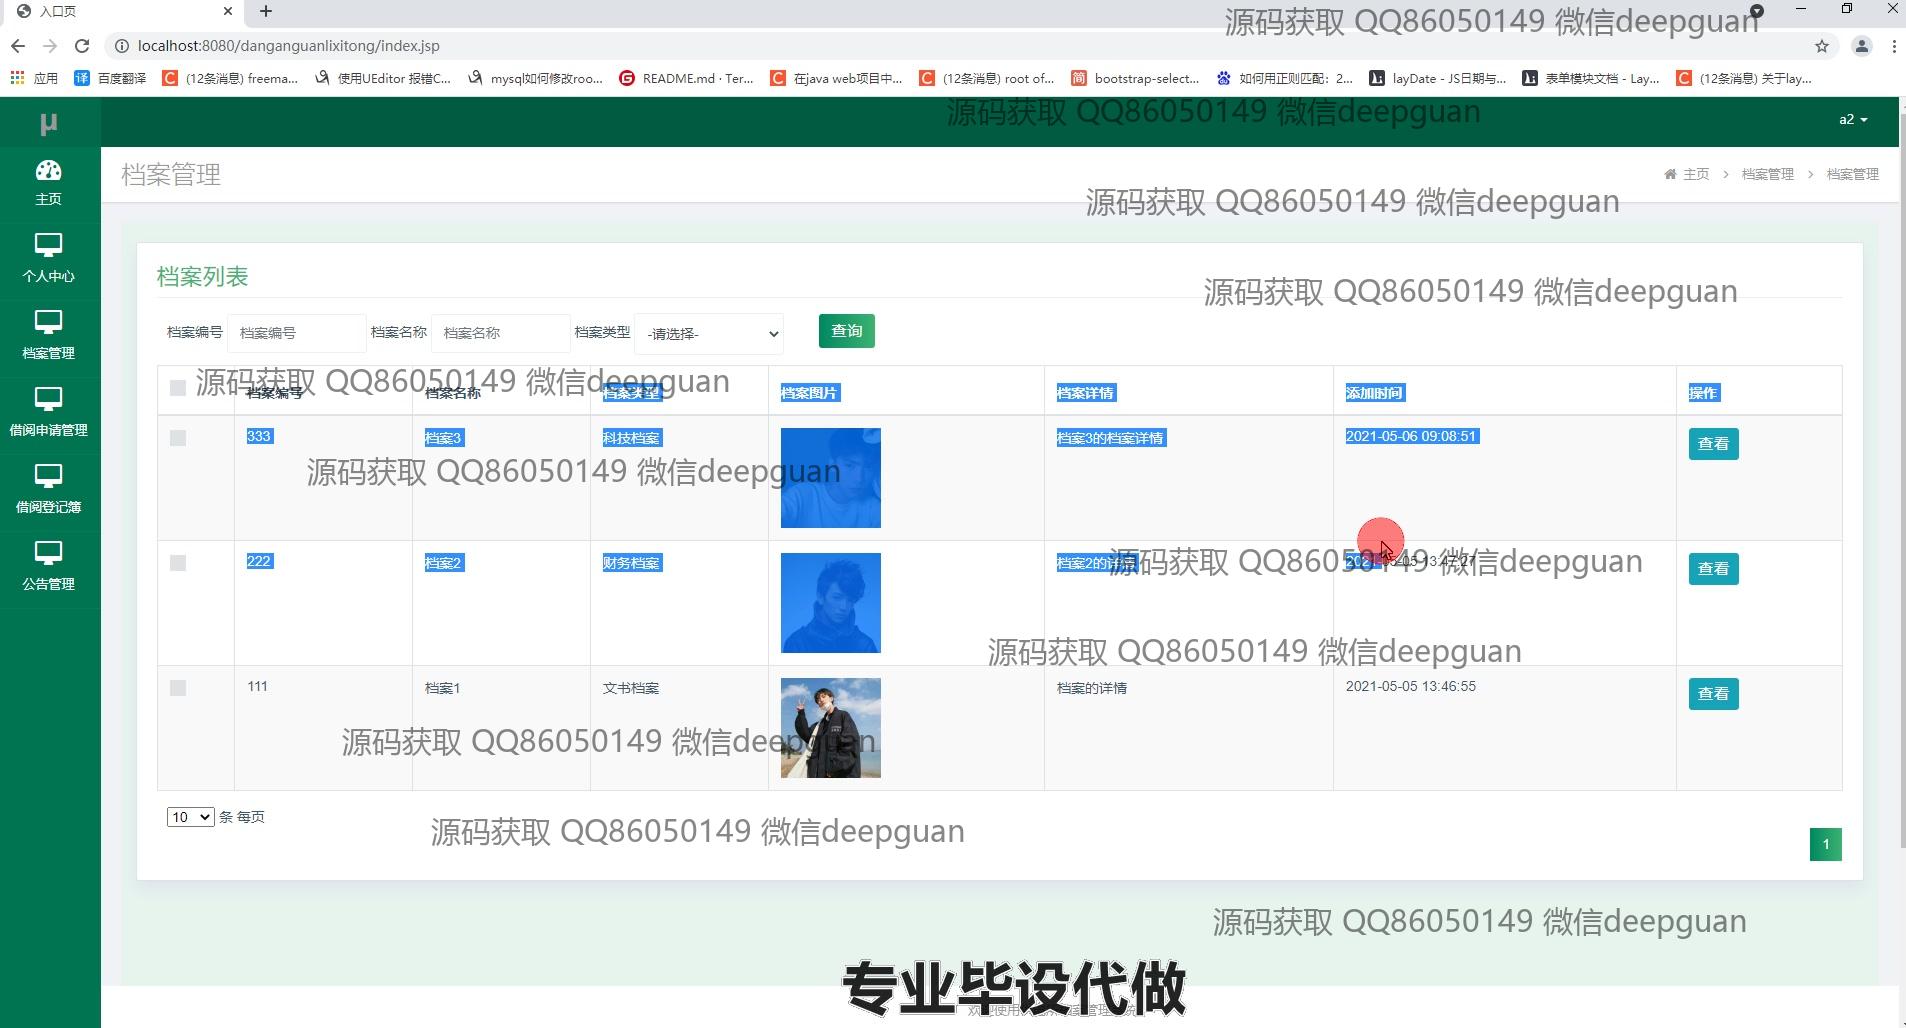 入口页
源码获取 QQ86050149 微信deepguan
localhost:8080/danganguanlixitong/index.jsp
应用 百度翻译 (12条消息) freema... 使用UEditor 报错C... mysql如何修改roo... README.md · Ter... 在java web项目中... (12条消息) root of... bootstrap-select... 如何用正则匹配：2... layDate - JS日期与... 表单模块文档 - Lay... (12条消息) 关于lay...
μ
源码获取 QQ86050149 微信deepguan
a2
主页
个人中心
档案管理
借阅申请管理
借阅登记簿
公告管理
档案管理
主页 > 档案管理 > 档案管理
源码获取 QQ86050149 微信deepguan
档案列表
源码获取 QQ86050149 微信deepguan
档案编号 档案编号 档案名称 档案名称 档案类型 -请选择- 查询
源码获取 QQ86050149 微信deepguan
档案编号 档案名称 档案类型 档案图片 档案详情 添加时间 操作
333 档案3 科技档案 档案3的档案详情 2021-05-06 09:08:51 查看
源码获取 QQ86050149 微信deepguan
222 档案2 财务档案 档案2的详情 2021-05-05 13:47:27 查看
源码获取 QQ86050149 微信deepguan
源码获取 QQ86050149 微信deepguan
111 档案1 文书档案 档案的详情 2021-05-05 13:46:55 查看
源码获取 QQ86050149 微信deepguan
10 条 每页
源码获取 QQ86050149 微信deepguan
1
源码获取 QQ86050149 微信deepguan
专业毕设代做